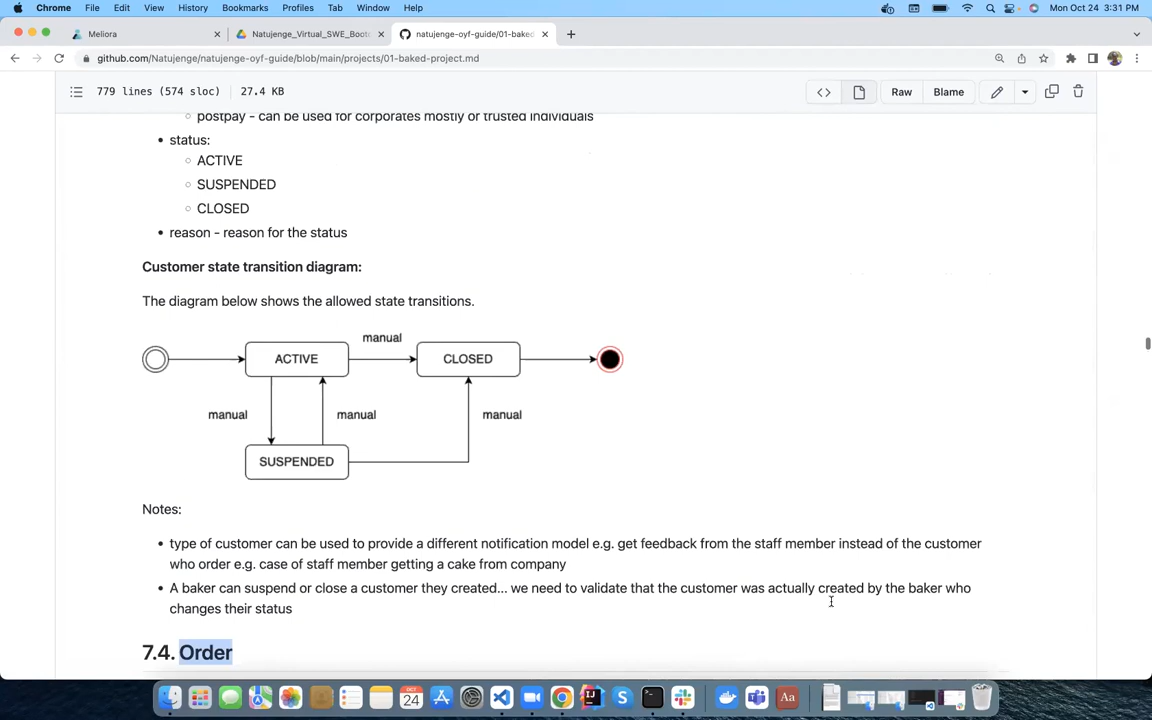 Chrome File Edit View History Bookmarks Profiles Tab Window Help Mon Oct 24 3:31 PM
Meliora Natujenge_Virtual_SWE_Boot natujenge-oyf-guide/01-baked
github.com/Natujenge/natujenge-oyf-guide/blob/main/projects/01-baked-project.md
779 lines (574 sloc) 27.4 KB Raw Blame
postpay - can be used for corporates mostly or trusted individuals
status:
ACTIVE
SUSPENDED
CLOSED
reason - reason for the status
Customer state transition diagram:
The diagram below shows the allowed state transitions.
manual
ACTIVE CLOSED
manual manual manual
SUSPENDED
Notes:
type of customer can be used to provide a different notification model e.g. get feedback from the staff member instead of the customer
who order e.g. case of staff member getting a cake from company
A baker can suspend or close a customer they created... we need to validate that the customer was actually created by the baker who
changes their status
7.4. Order
OCT
24
Aa